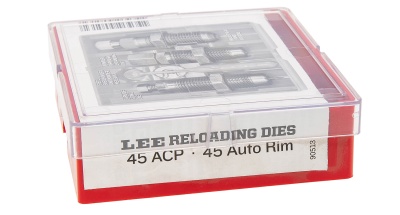 LEE RELOADING DIES
45 ACP · 45 Auto Rim
90513